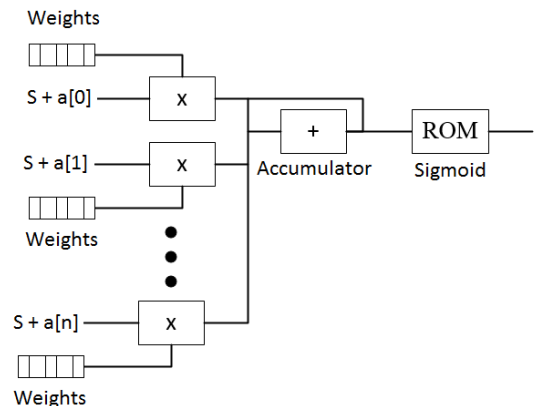 Weights
S + a[0]
x
+
ROM
Accumulator
Sigmoid
S + a[1]
x
Weights
S + a[n]
x
Weights